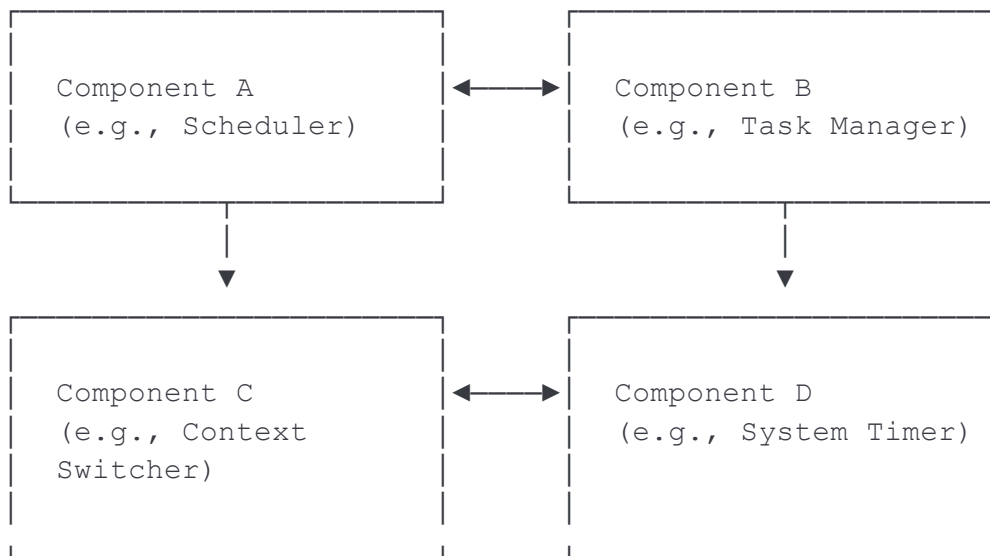 Component A
(e.g., Scheduler)
Component B
(e.g., Task Manager)
Component C
(e.g., Context
Switcher)
Component D
(e.g., System Timer)